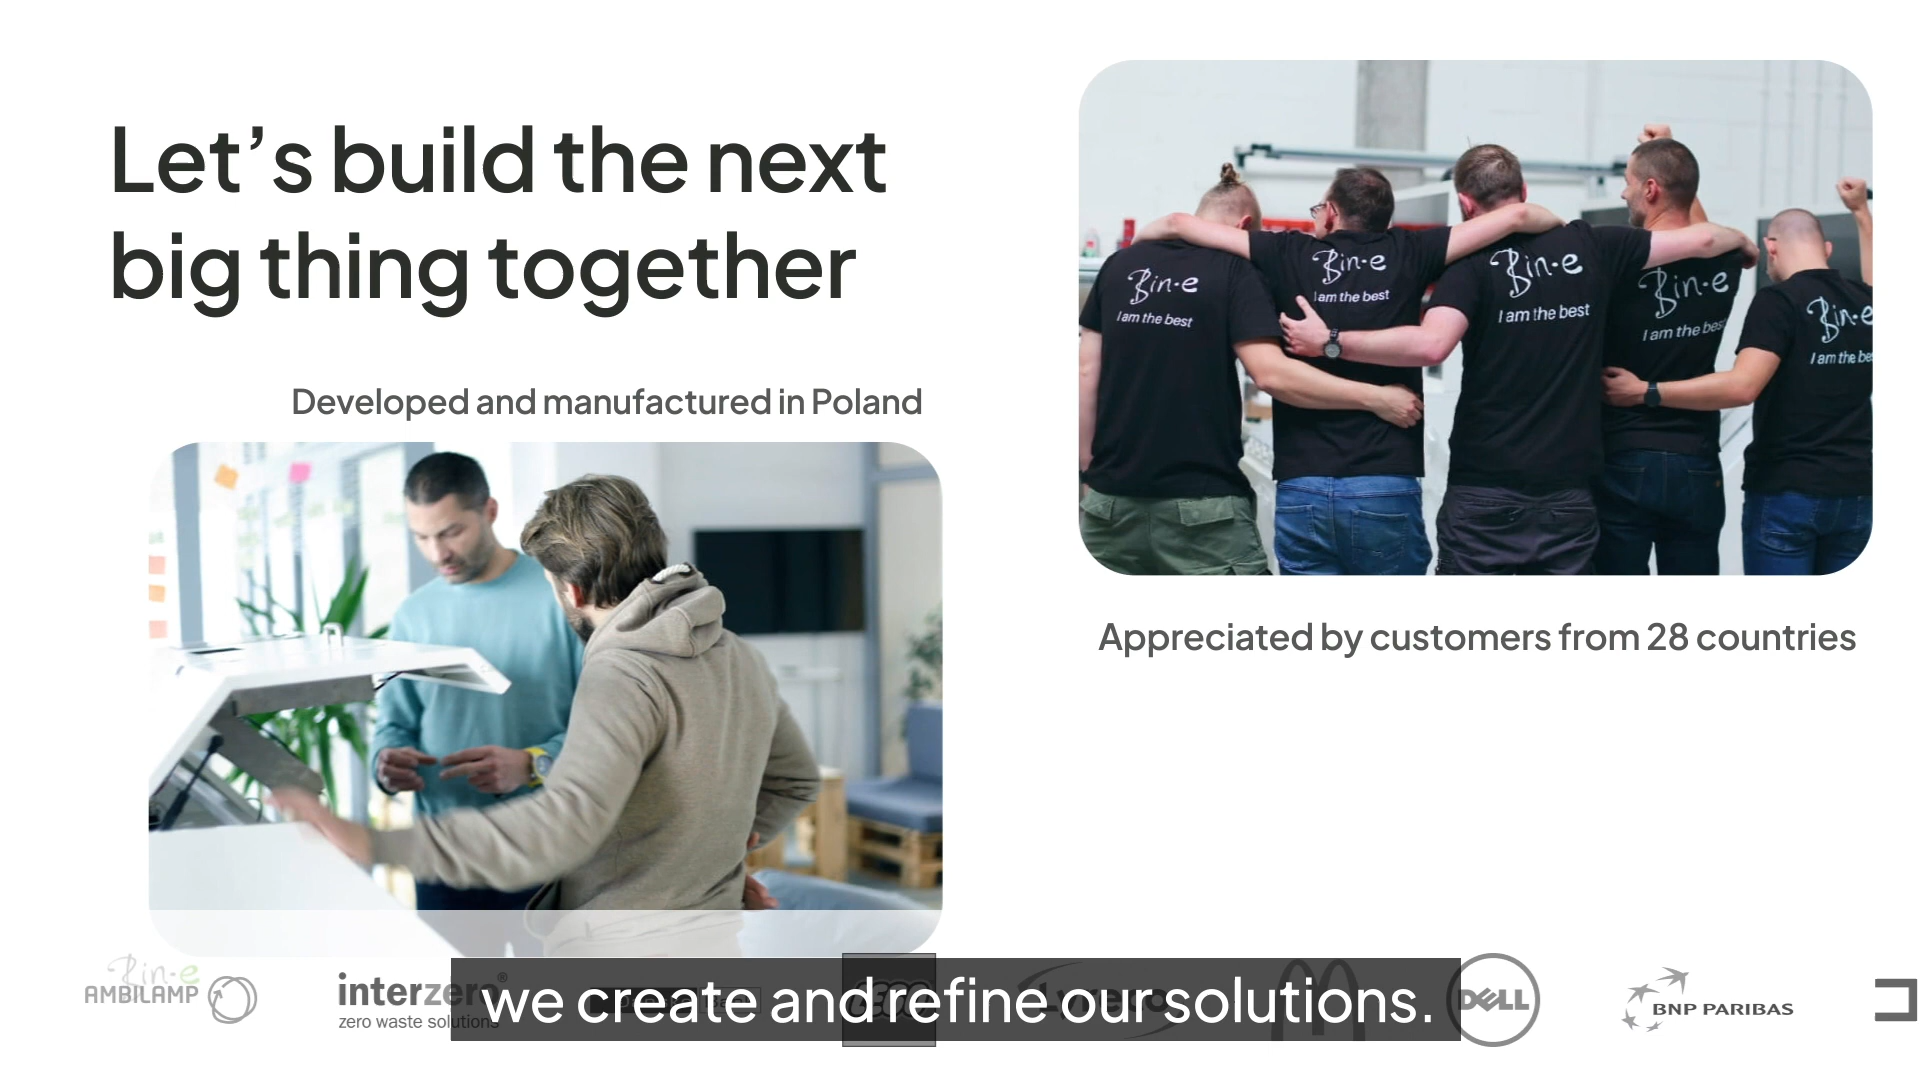 Let’s build the next
big thing together
Developed and manufactured in Poland
Bin-e
I am the best
Bin-e
I am the best
Bin-e
I am the best
Bin-e
I am the best
Bin-e
I am the be
Appreciated by customers from 28 countries
Bin-e
AMBILAMP
interzero®
zero waste solutions
Lyreco
DELL
BNP PARIBAS
we create and refine our solutions.